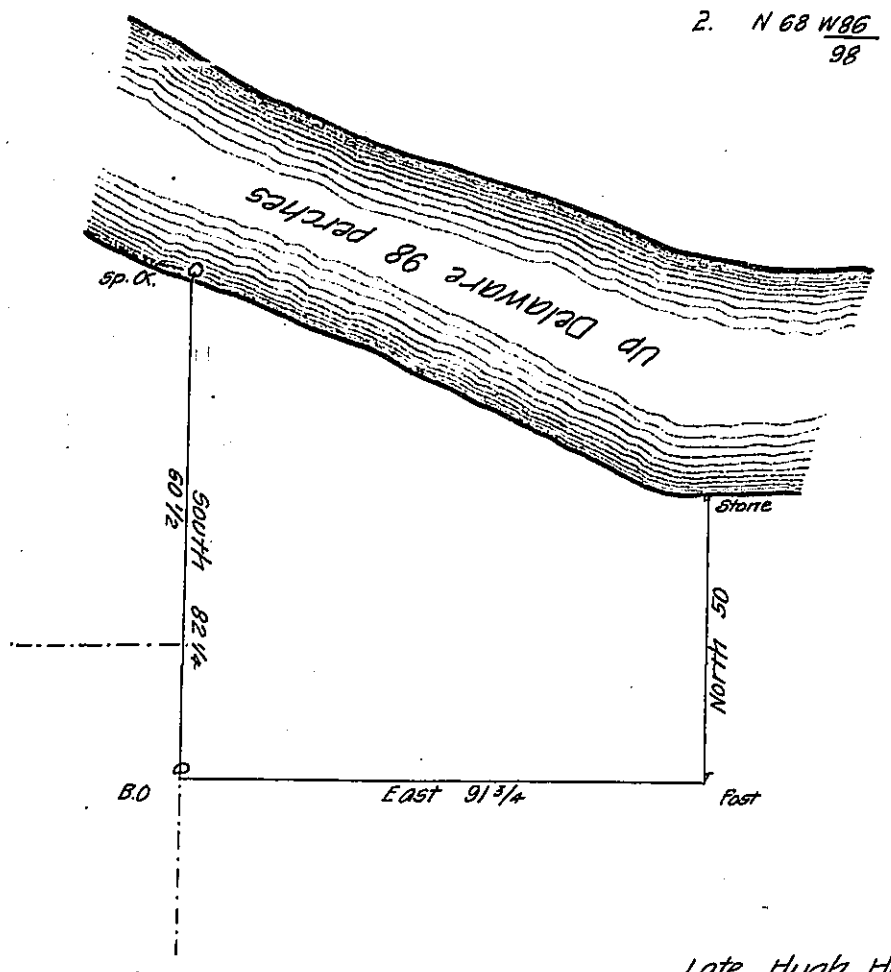 2. N 68 W 86
98
Up Delaware 98 perches
Sp. O.
Stone
SOUTH 82 1/4
60 1/2
NORTH 50
B.O
East 91 3/4
Post
Late Hugh H